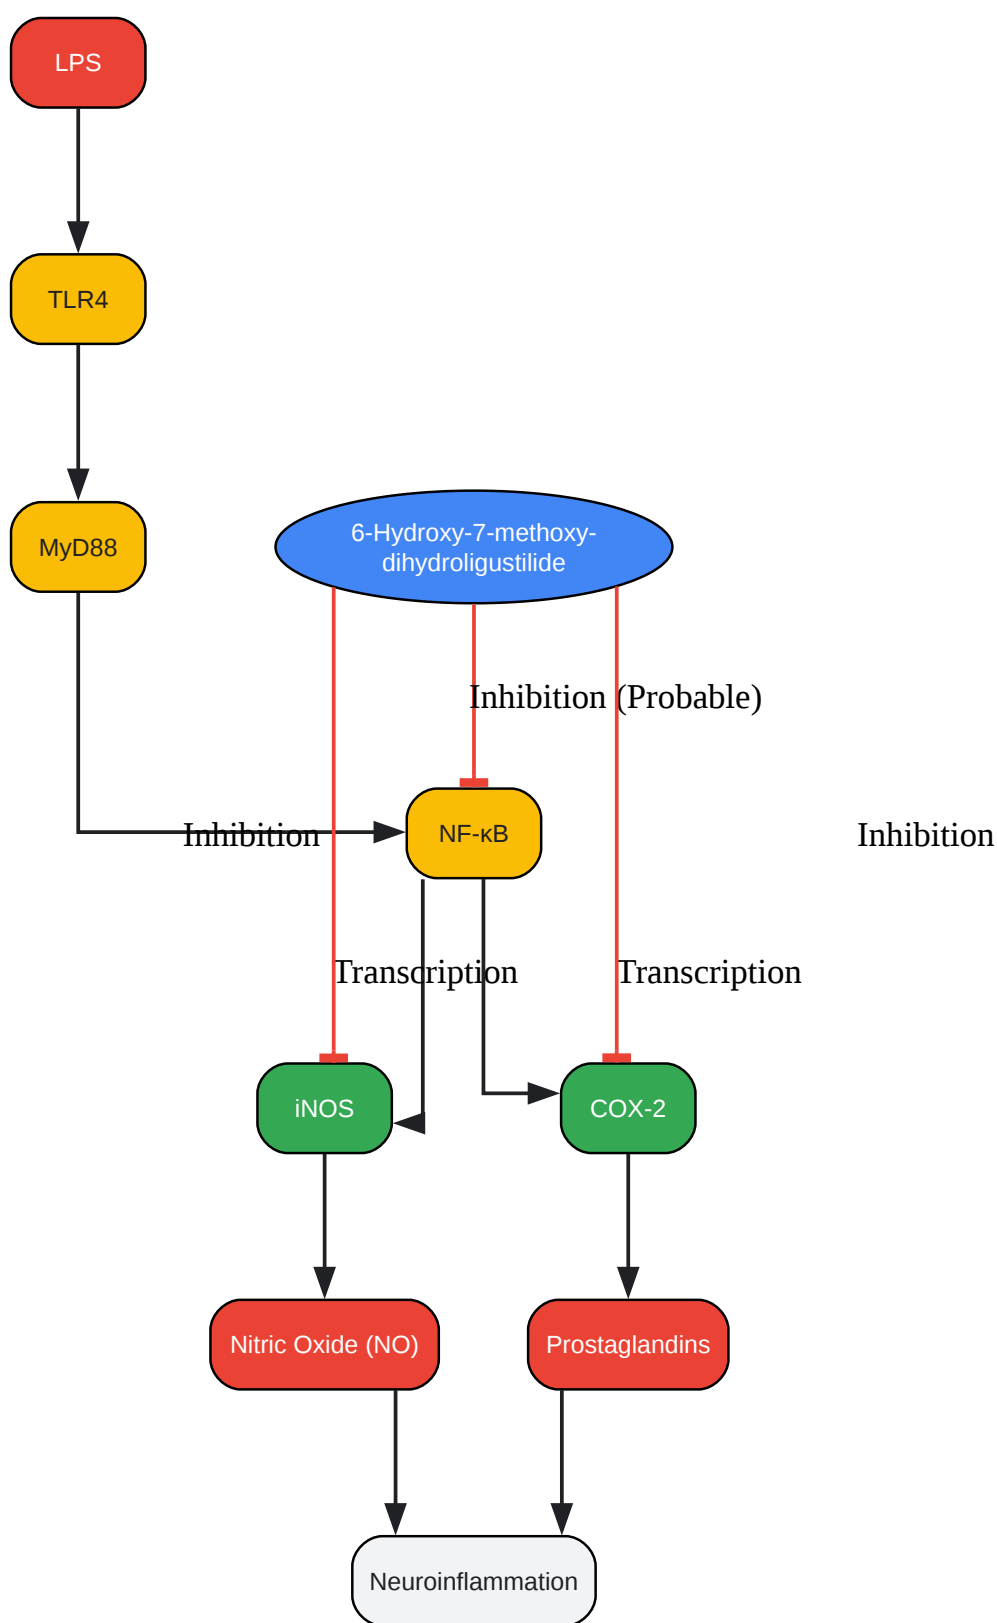 LPS
TLR4
MyD88
6-Hydroxy-7-methoxy-
dihydroligustilide
Inhibition (Probable)
Inhibition
NF-κB
Inhibition
Transcription
Transcription
iNOS
COX-2
Nitric Oxide (NO)
Prostaglandins
Neuroinflammation